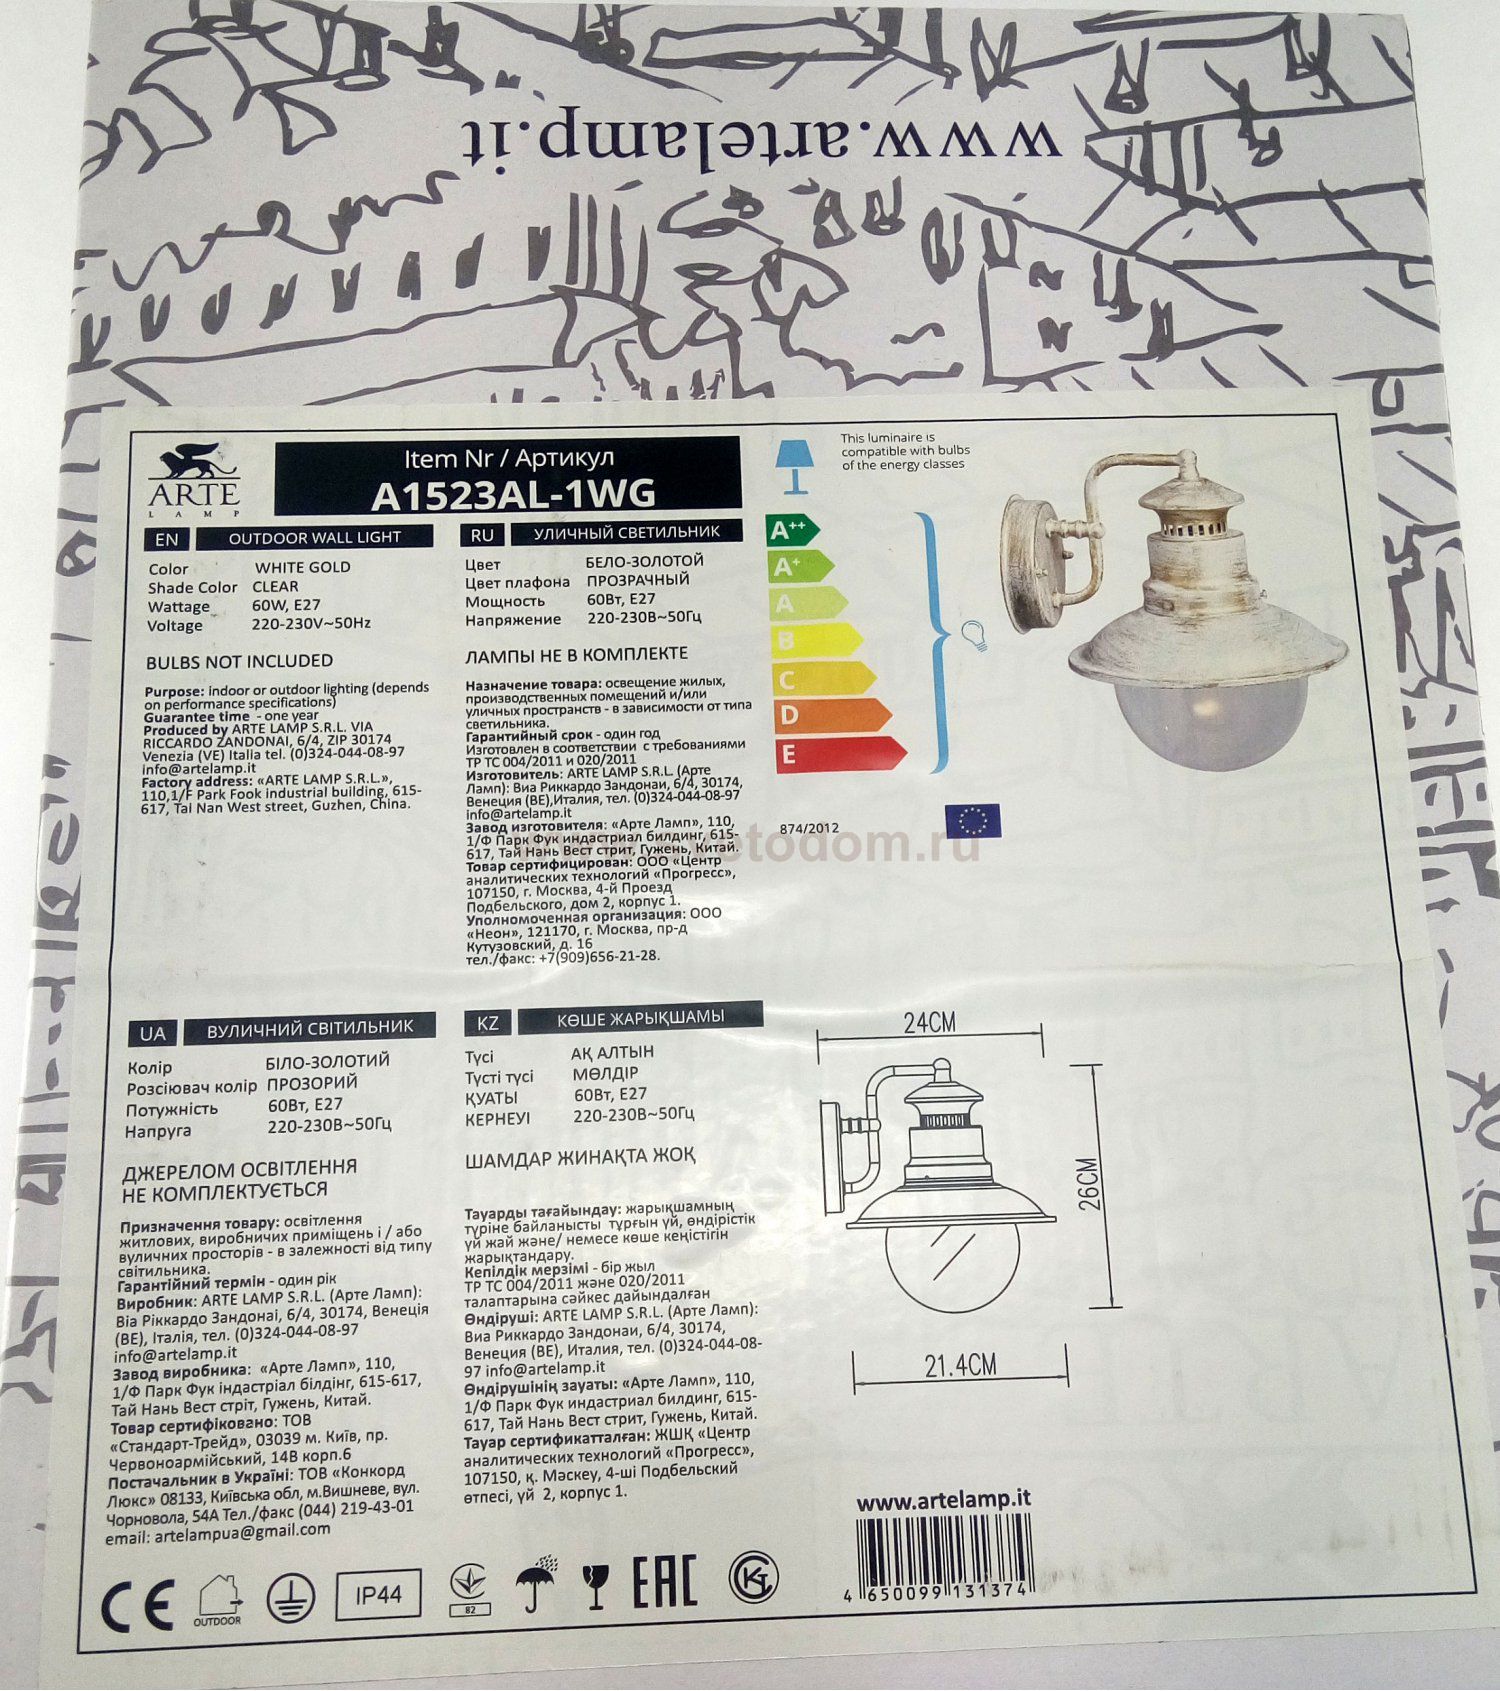 www.artelamp.it
ARTE
LAMP
Item Nr / Артикул
A1523AL-1WG
EN OUTDOOR WALL LIGHT
Color WHITE GOLD
Shade Color CLEAR
Wattage 60W, E27
Voltage 220-230V~50Hz
BULBS NOT INCLUDED
Purpose: indoor or outdoor lighting (depends
on performance specifications)
Guarantee time - one year
Produced by ARTE LAMP S.R.L. VIA
RICCARDO ZANDONAI, 6/4, ZIP 30174
Venezia (VE) Italia tel. (0)324-044-08-97
info@artelamp.it
Factory address: «ARTE LAMP S.R.L.»,
110,1/F Park Fook industrial building, 615-
617, Tai Nan West street, Guzhen, China.
RU УЛИЧНЫЙ СВЕТИЛЬНИК
Цвет БЕЛО-ЗОЛОТОЙ
Цвет плафона ПРОЗРАЧНЫЙ
Мощность 60Вт, E27
Напряжение 220-230В~50Гц
ЛАМПЫ НЕ В КОМПЛЕКТЕ
Назначение товара: освещение жилых,
производственных помещений и/или
уличных пространств - в зависимости от типа
светильника.
Гарантийный срок - один год
Изготовлен в соответствии с требованиями
ТР ТС 004/2011 и 020/2011
Изготовитель: ARTE LAMP S.R.L. (Арте
Ламп): Виа Риккардо Зандонаи, 6/4, 30174,
Венеция (ВЕ),Италия, тел. (0)324-044-08-97
info@artelamp.it
Завод изготовителя: «Арте Ламп», 110,
1/Ф Парк Фук индастриал билдинг, 615-
617, Тай Нань Вест стрит, Гужень, Китай.
Товар сертифицирован: ООО «Центр
аналитических технологий «Прогресс»,
107150, г. Москва, 4-й Проезд
Подбельского, дом 2, корпус 1.
Уполномоченная организация: ООО
«Неон», 121170, г. Москва, пр-д
Кутузовский, д. 16
тел./факс: +7(909)656-21-28.
This luminaire is
compatible with bulbs
of the energy classes
A++
A+
A
B
C
D
E
874/2012
UA ВУЛИЧНИЙ СВІТИЛЬНИК
Колір БІЛО-ЗОЛОТИЙ
Розсіювач колір ПРОЗОРИЙ
Потужність 60Вт, E27
Напруга 220-230В~50Гц
ДЖЕРЕЛОМ ОСВІТЛЕННЯ
НЕ КОМПЛЕКТУЄТЬСЯ
Призначення товару: освітлення
житлових, виробничих приміщень і / або
вуличних просторів - в залежності від типу
світильника.
Гарантійний термін - один рік
Виробник: ARTE LAMP S.R.L. (Арте Ламп):
Віа Ріккардо Зандонаі, 6/4, 30174, Венеція
(ВЕ), Італія, тел. (0)324-044-08-97
info@artelamp.it
Завод виробника: «Арте Ламп», 110,
1/Ф Парк Фук індастріал білдінг, 615-617,
Тай Нань Вест стріт, Гужень, Китай.
Товар сертифіковано: ТОВ
«Стандарт-Трейд», 03039 м. Київ, пр.
Червоноармійський, 14В корп.6
Постачальник в Україні: ТОВ «Конкорд
Люкс» 08133, Київська обл, м.Вишневе, вул.
Чорновола, 54А Тел./факс (044) 219-43-01
email: artelampua@gmail.com
KZ КӨШЕ ЖАРЫҚШАМЫ
Түсі АҚ АЛТЫН
Түсті түсі МӨЛДІР
ҚУАТЫ 60Вт, E27
КЕРНЕУІ 220-230В~50Гц
ШАМДАР ЖИНАҚТА ЖОҚ
Тауарды тағайындау: жарықшамның
түріне байланысты тұрғын үй, өндірістік
үй жай және/ немесе көше кеңістігін
жарықтандару.
Кепілдік мерзімі - бір жыл
ТР ТС 004/2011 және 020/2011
талаптарына сәйкес дайындалған
Өндіруші: ARTE LAMP S.R.L. (Арте Ламп):
Виа Риккардо Зандонаи, 6/4, 30174,
Венеция (ВЕ), Италия, тел. (0)324-044-08-
97 info@artelamp.it
Өндірушінің зауаты: «Арте Ламп», 110,
1/Ф Парк Фук индастриал билдинг, 615-
617, Тай Нань Вест стрит, Гужень, Китай.
Тауар сертификатталған: ЖШҚ «Центр
аналитических технологий «Прогресс»,
107150, қ. Мәскеу, 4-ші Подбельский
өтпесі, үй 2, корпус 1.
24CM
26CM
21.4CM
CE
OUTDOOR
IP44
82
EAC
www.artelamp.it
4 650099 131374